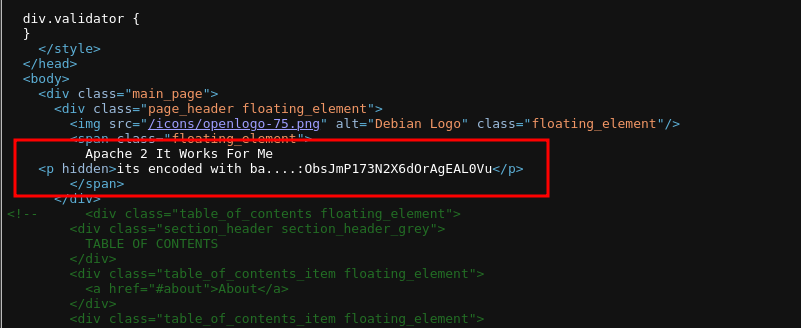 div.validator {
}
</style>
</head>
<body>
<div class="main_page">
<div class="page_header floating_element">
<img src="/icons/openlogo-75.png" alt="Debian Logo" class="floating_element"/>
<span class="floating_element">
Apache 2 It Works For Me
<p hidden>its encoded with ba....:ObsJmP173N2X6dOrAgEAL0Vu</p>
</span>
</div>
<!--      <div class="table_of_contents floating_element">
<div class="section_header section_header_grey">
TABLE OF CONTENTS
</div>
<div class="table_of_contents_item floating_element">
<a href="#about">About</a>
</div>
<div class="table_of_contents_item floating_element">